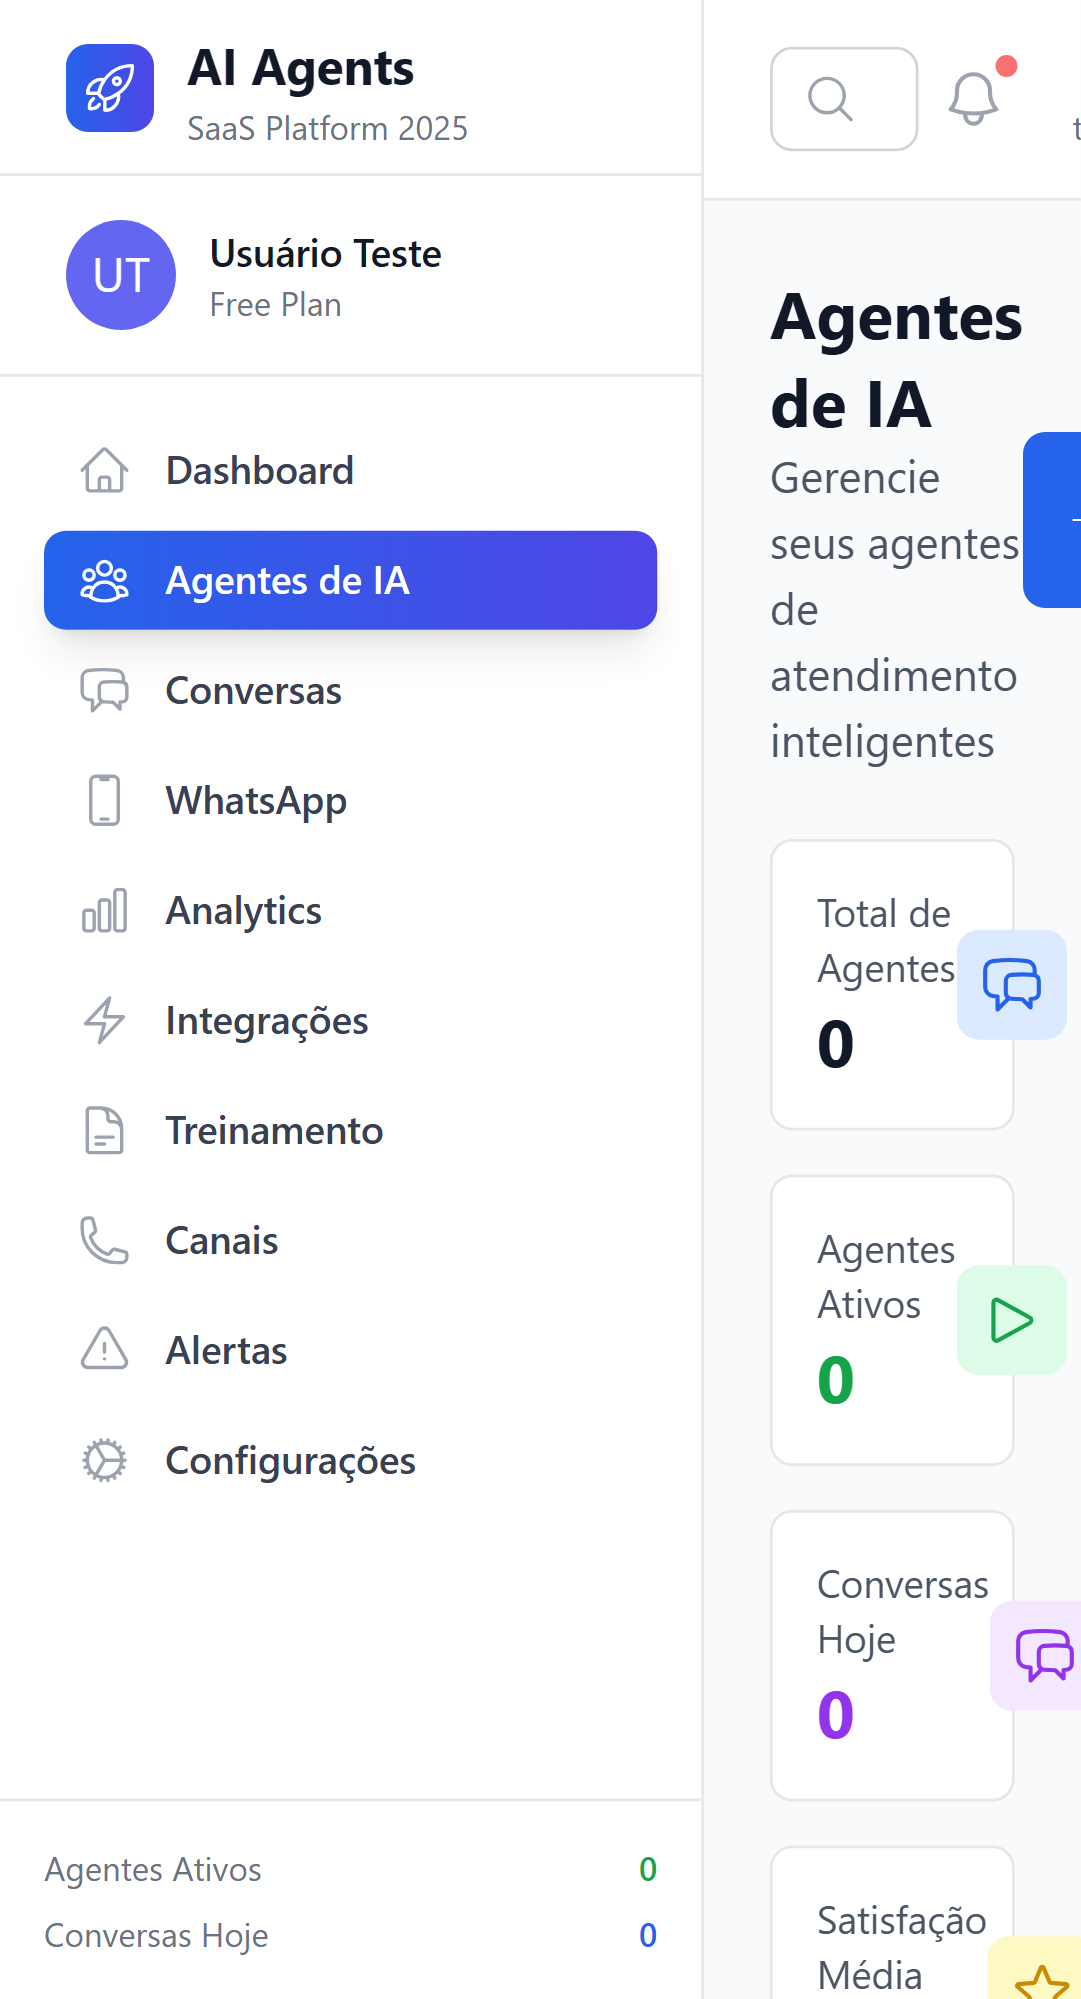 AI Agents
SaaS Platform 2025
UT
Usuário Teste
Free Plan
Dashboard
Agentes de IA
Conversas
WhatsApp
Analytics
Integrações
Treinamento
Canais
Alertas
Configurações
Agentes Ativos 0
Conversas Hoje 0
Agentes
de IA
Gerencie
seus agentes
de
atendimento
inteligentes
Total de
Agentes
0
Agentes
Ativos
0
Conversas
Hoje
0
Satisfação
Média